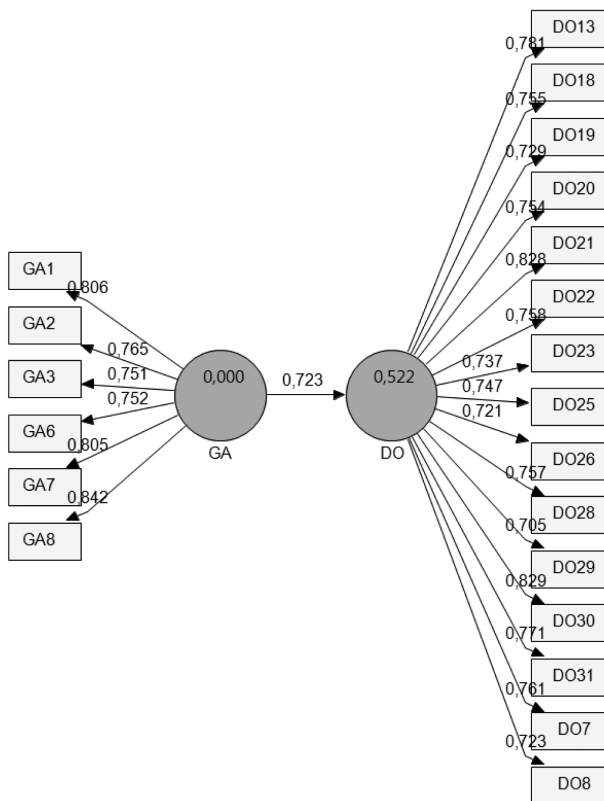 DO13
0,781
DO18
0,755
DO19
0,729
DO20
0,754
DO21
0,828
DO22
0,758
DO23
0,737
0,747
DO25
0,721
DO26
0,757
DO28
0,705
DO29
0,829
DO30
0,771
DO31
0,761
DO7
0,723
DO8
GA1
0,806
GA2
0,765
GA3
0,751
0,752
GA6
0,805
GA7
0,842
GA8
0,000
GA
0,723
0,522
DO